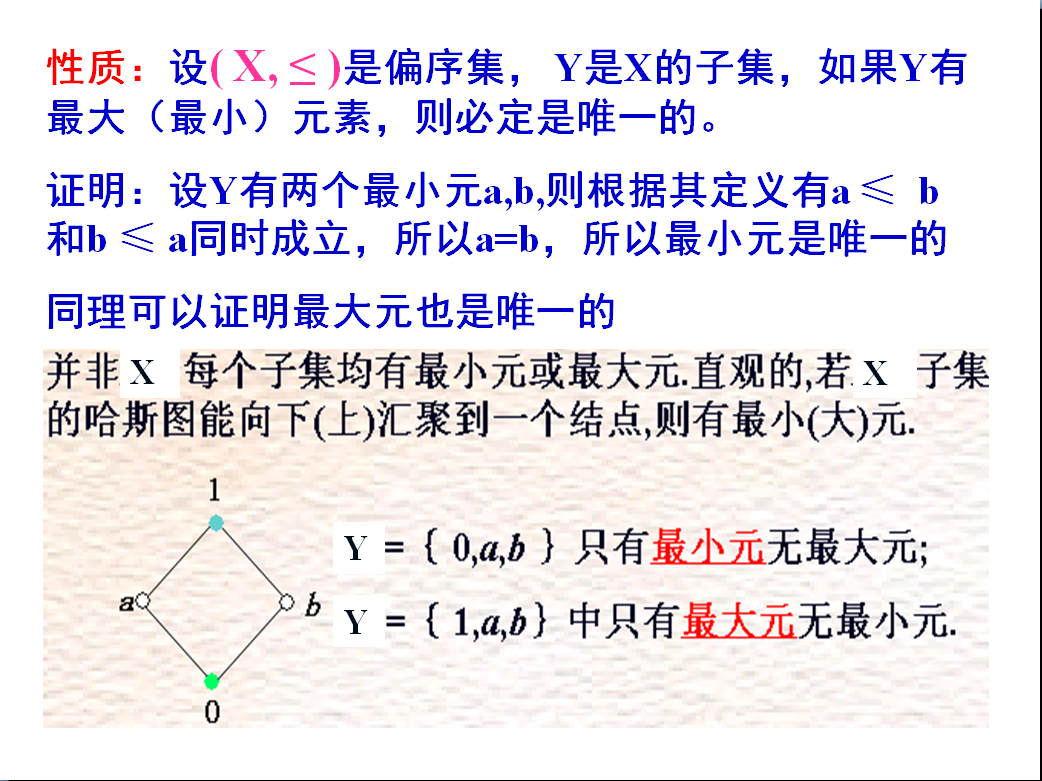 性质：设( X, ≤ )是偏序集， Y是X的子集，如果Y有
最大（最小）元素，则必定是唯一的。
证明：设Y有两个最小元a,b,则根据其定义有a ≤ b
和b ≤ a同时成立，所以a=b，所以最小元是唯一的
同理可以证明最大元也是唯一的
并非 X 每个子集均有最小元或最大元.直观的,若 X 子集
的哈斯图能向下(上)汇聚到一个结点,则有最小(大)元.
1
Y = { 0,a,b } 只有最小元无最大元;
a
b
Y = { 1,a,b} 中只有最大元无最小元.
0